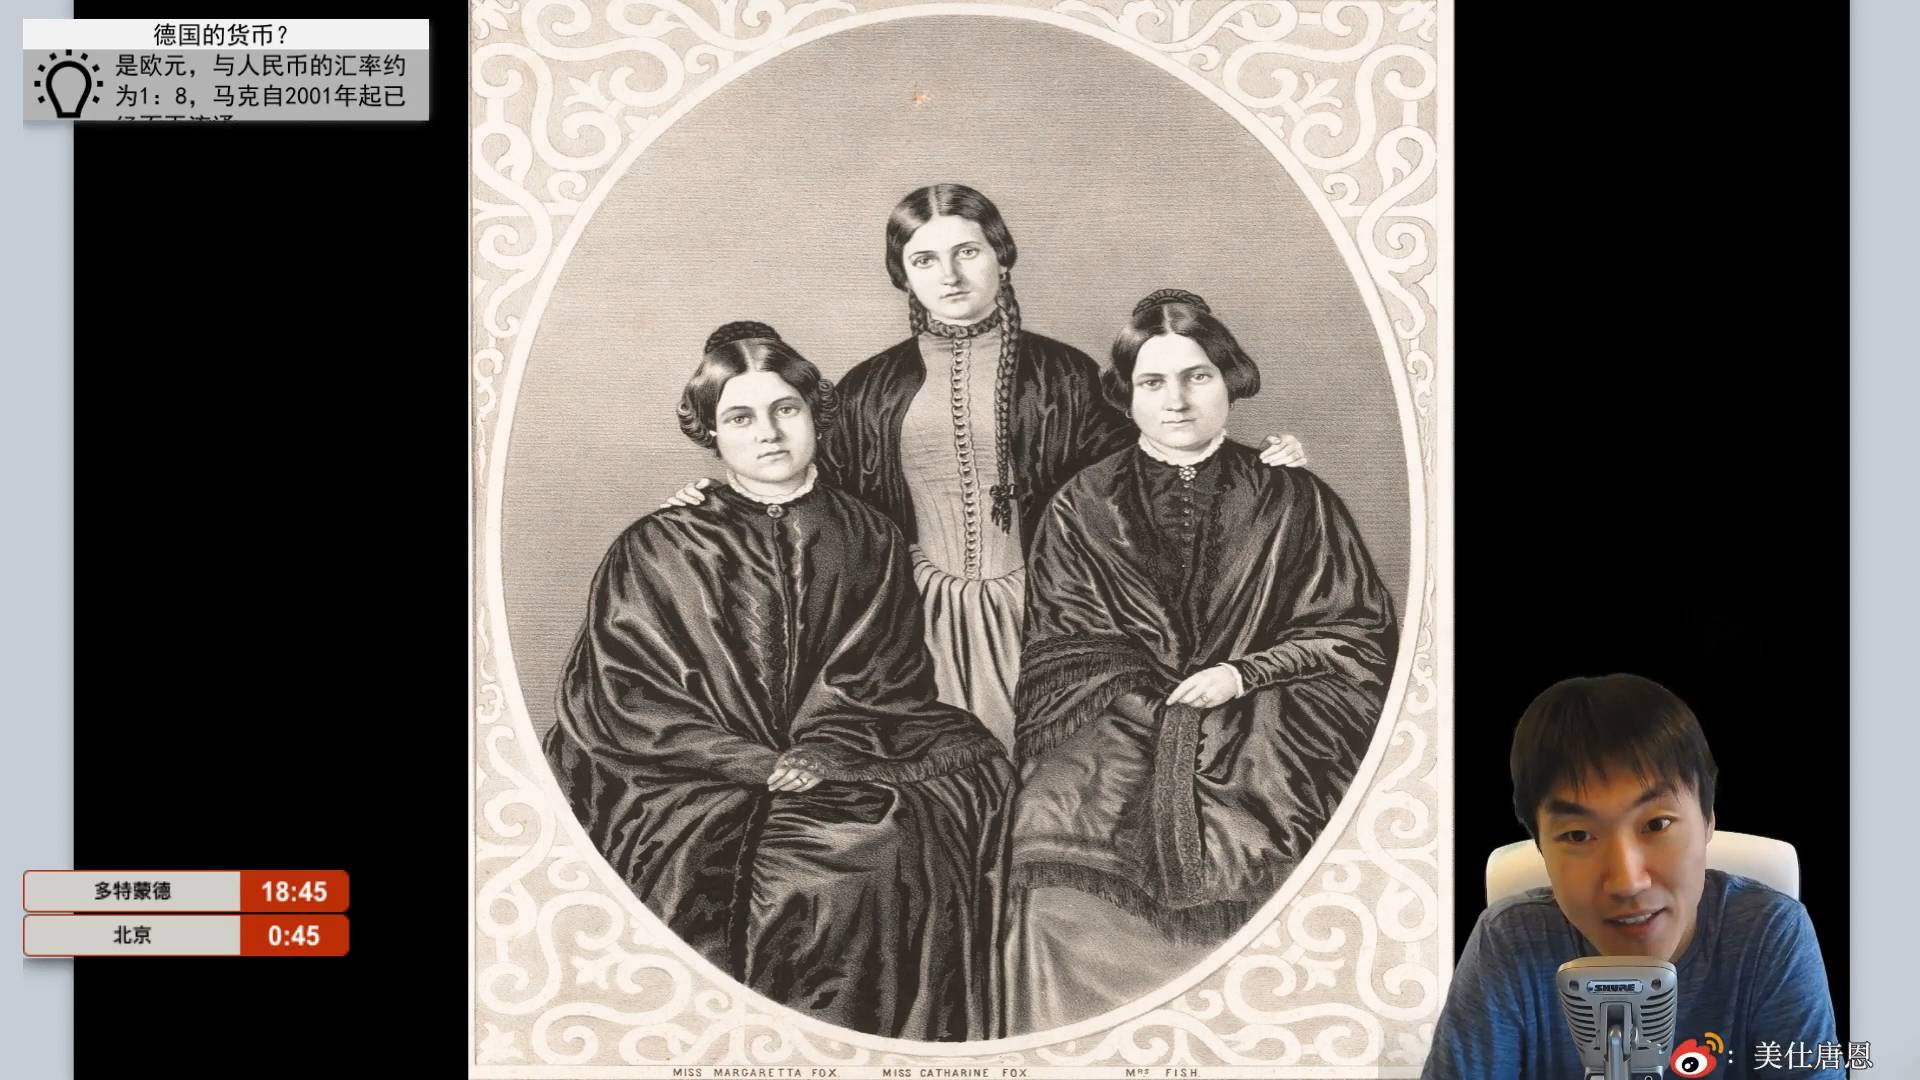 德国的货币？
是欧元，与人民币的汇率约
为1：8，马克自2001年起已
多特蒙德 18:45
北京 0:45
MISS MARGARETTA FOX. MISS CATHARINE FOX. MRS FISH.
SHURE
：美仕唐恩